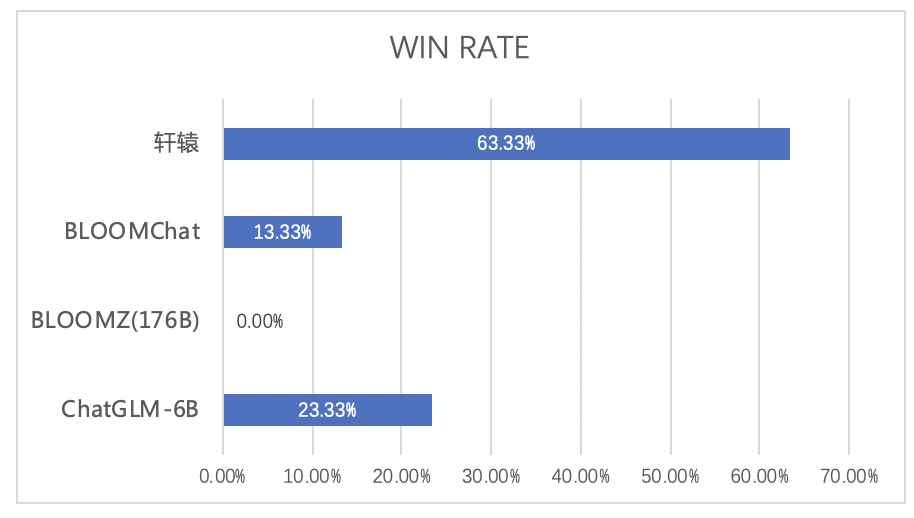 WIN RATE
轩辕
63.33%
BLOOMChat
13.33%
BLOOMZ(176B)
0.00%
ChatGLM-6B
23.33%
0.00% 10.00% 20.00% 30.00% 40.00% 50.00% 60.00% 70.00%